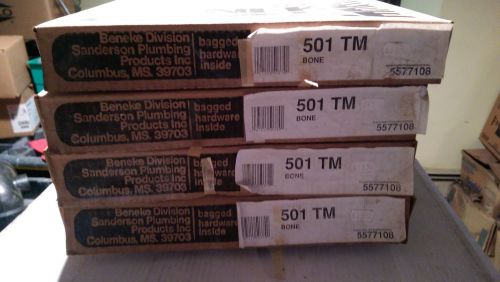 Beneke Division
Sanderson Plumbing
Products Inc
Columbus, MS. 39703
bagged
hardware
inside
501 TM
BONE
5577108
Beneke Division
Sanderson Plumbing
Products Inc
Columbus, MS. 39703
bagged
hardware
inside
501 TM
BONE
5577108
Beneke Division
Sanderson Plumbing
Products Inc
Columbus, MS. 39703
bagged
hardware
inside
501 TM
BONE
5577108
Beneke Division
Sanderson Plumbing
Products Inc
Columbus, MS. 39703
bagged
hardware
inside
501 TM
BONE
5577108